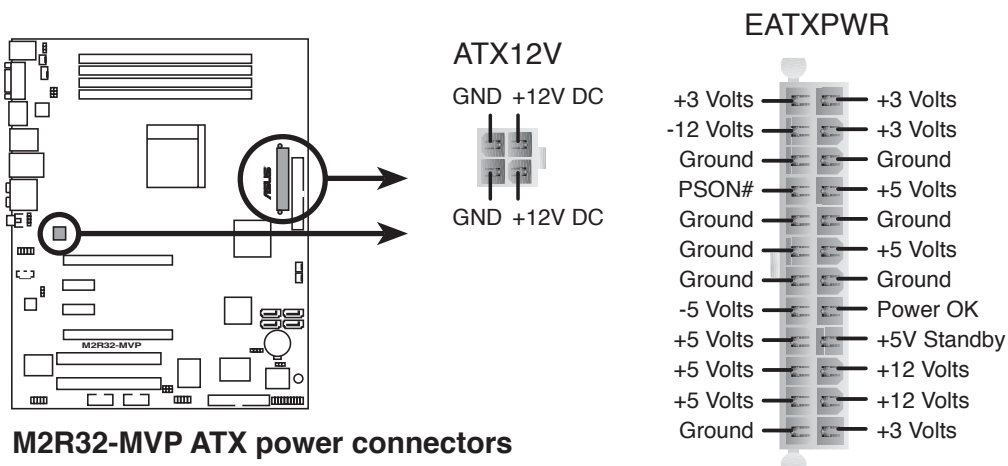 EATXPWR
ATX12V
GND +12V DC
GND +12V DC
+3 Volts +3 Volts
-12 Volts +3 Volts
Ground Ground
PSON# +5 Volts
Ground Ground
Ground +5 Volts
Ground Ground
-5 Volts Power OK
+5 Volts +5V Standby
+5 Volts +12 Volts
+5 Volts +12 Volts
Ground +3 Volts
ASUS
M2R32-MVP
M2R32-MVP ATX power connectors